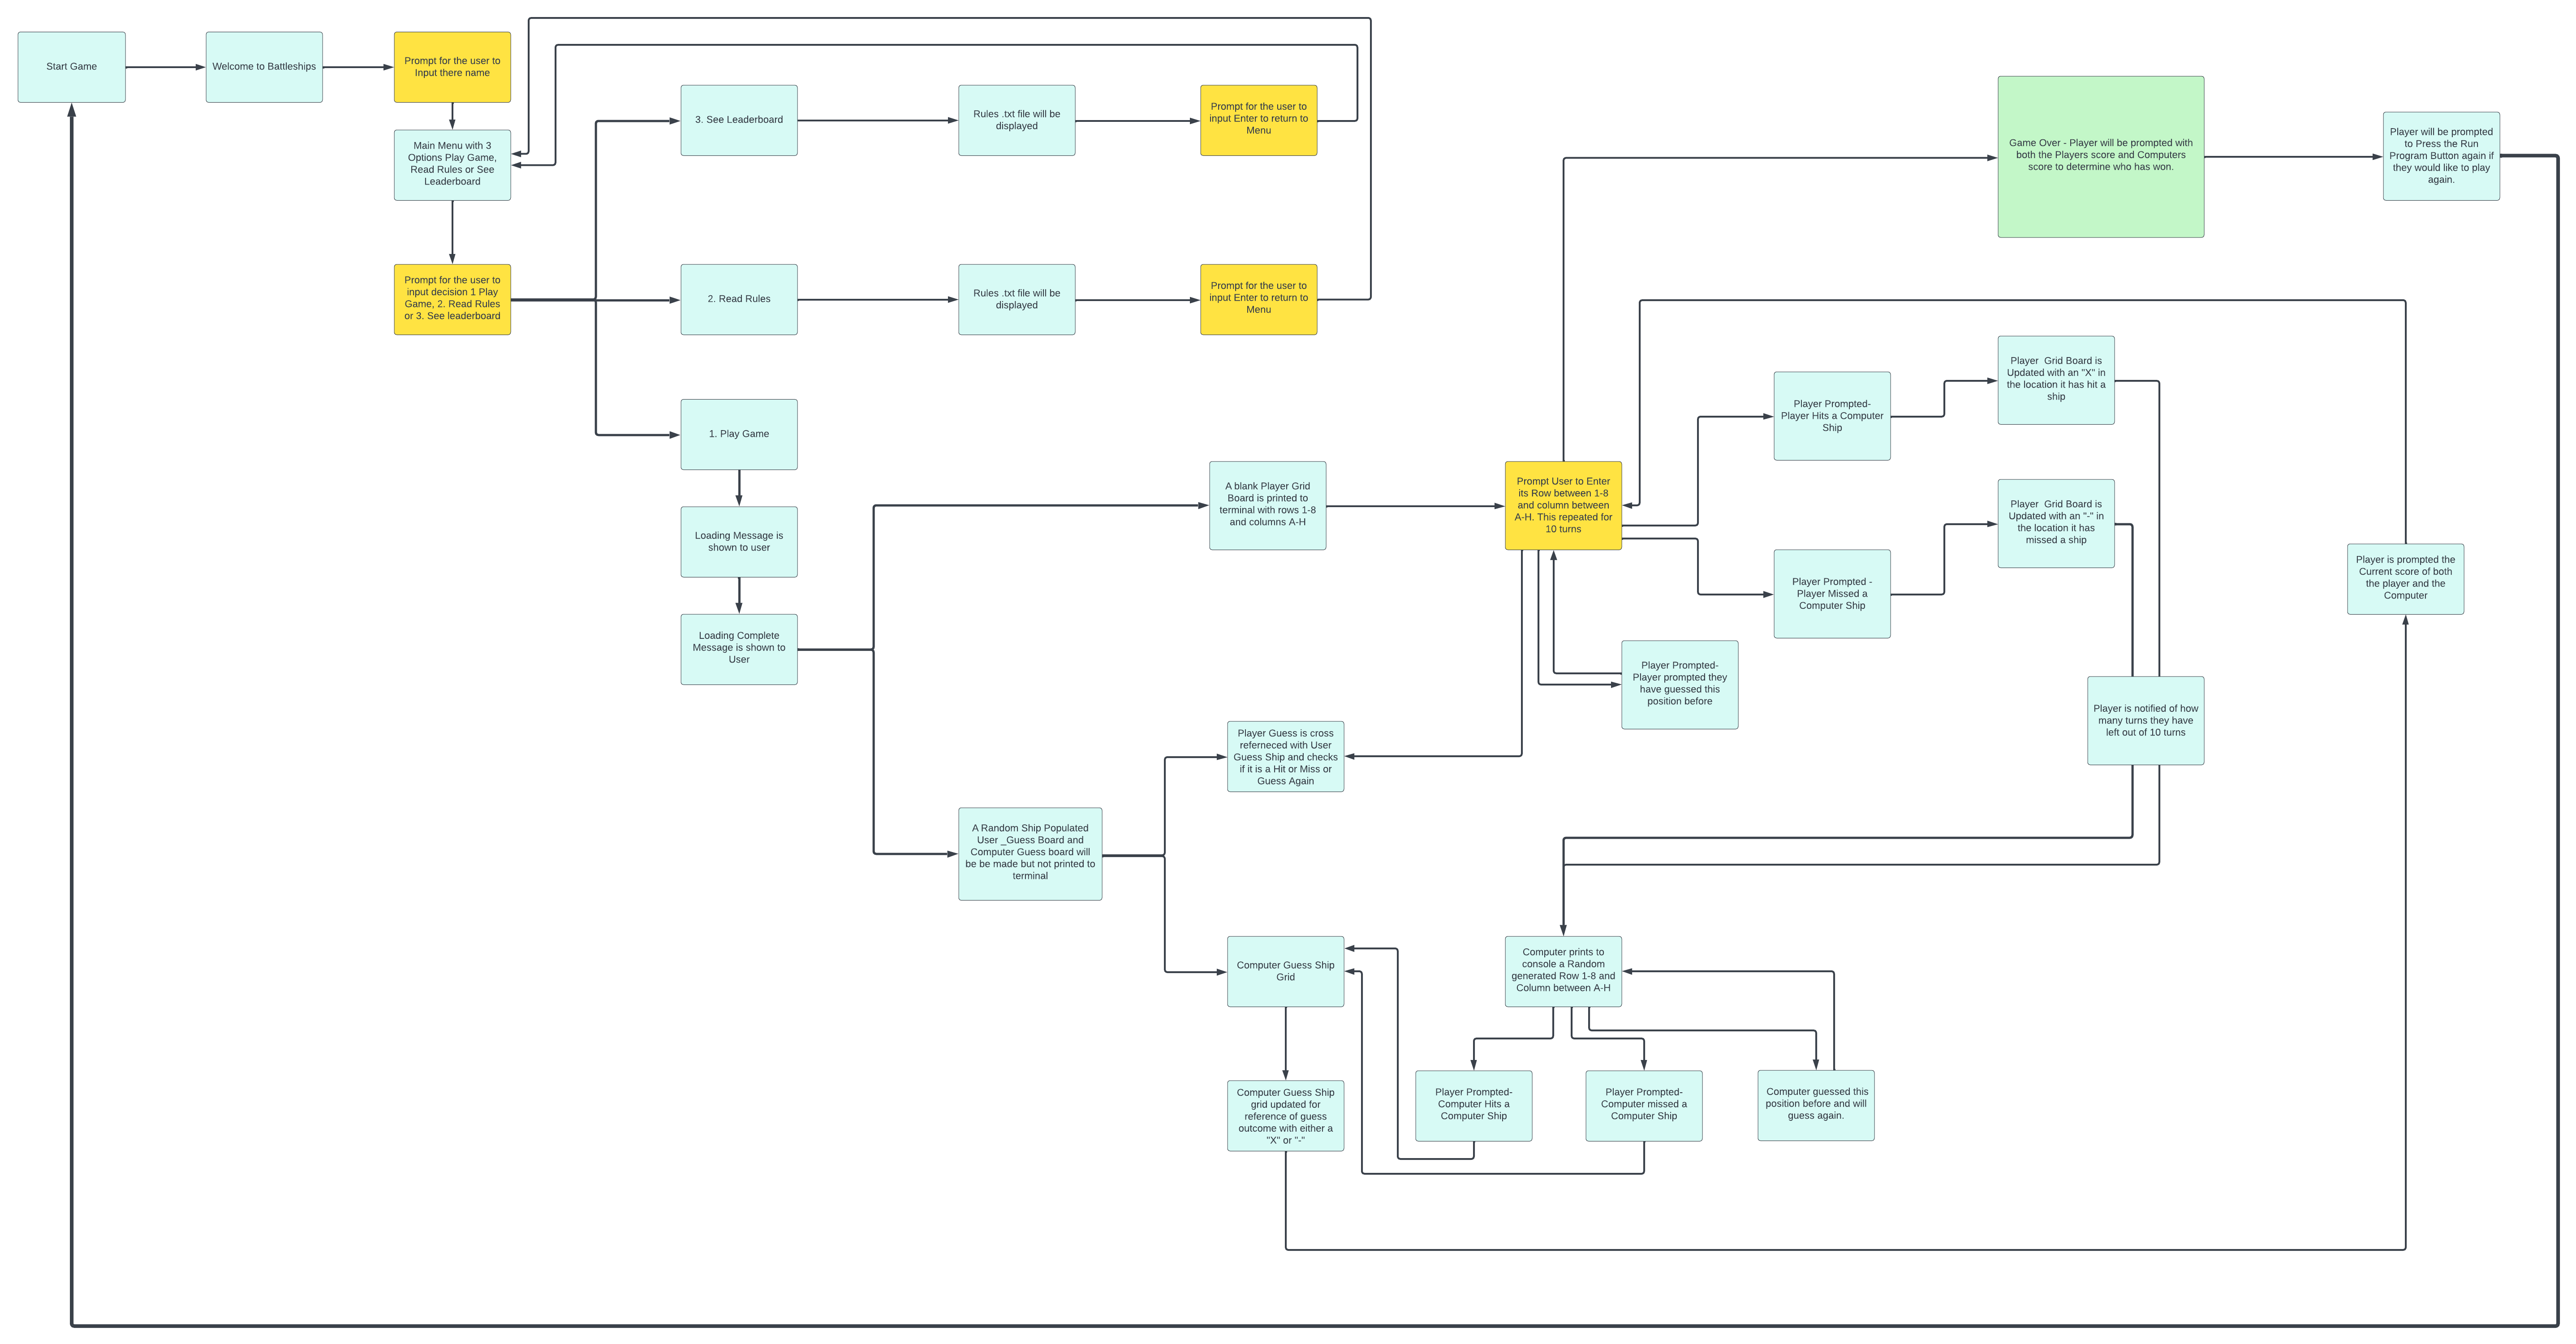 Start Game
Welcome to Battleships
Prompt for the user to
Input there name
Main Menu with 3
Options Play Game,
Read Rules or See
Leaderboard
Prompt for the user to
input decision 1 Play
Game, 2. Read Rules
or 3. See leaderboard
3. See Leaderboard
Rules .txt file will be
displayed
Prompt for the user to
input Enter to return to
Menu
2. Read Rules
Rules .txt file will be
displayed
Prompt for the user to
input Enter to return to
Menu
1. Play Game
Loading Message is
shown to user
Loading Complete
Message is shown to
User
A blank Player Grid
Board is printed to
terminal with rows 1-8
and columns A-H
Prompt User to Enter
its Row between 1-8
and column between
A-H. This repeated for
10 turns
Game Over - Player will be prompted with
both the Players score and Computers
score to determine who has won.
Player will be prompted
to Press the Run
Program Button again if
they would like to play
again.
Player Prompted-
Player Hits a Computer
Ship
Player  Grid Board is
Updated with an "X" in
the location it has hit a
ship
Player Prompted -
Player Missed a
Computer Ship
Player  Grid Board is
Updated with an "-" in
the location it has
missed a ship
Player is prompted the
Current score of both
the player and the
Computer
Player Prompted-
Player prompted they
have guessed this
position before
Player is notified of how
many turns they have
left out of 10 turns
Player Guess is cross
referneced with User
Guess Ship and checks
if it is a Hit or Miss or
Guess Again
A Random Ship Populated
User _Guess Board and
Computer Guess board will
be be made but not printed to
terminal
Computer Guess Ship
Grid
Computer prints to
console a Random
generated Row 1-8 and
Column between A-H
Computer Guess Ship
grid updated for
reference of guess
outcome with either a
"X" or "-"
Player Prompted-
Computer Hits a
Computer Ship
Player Prompted-
Computer missed a
Computer Ship
Computer guessed this
position before and will
guess again.